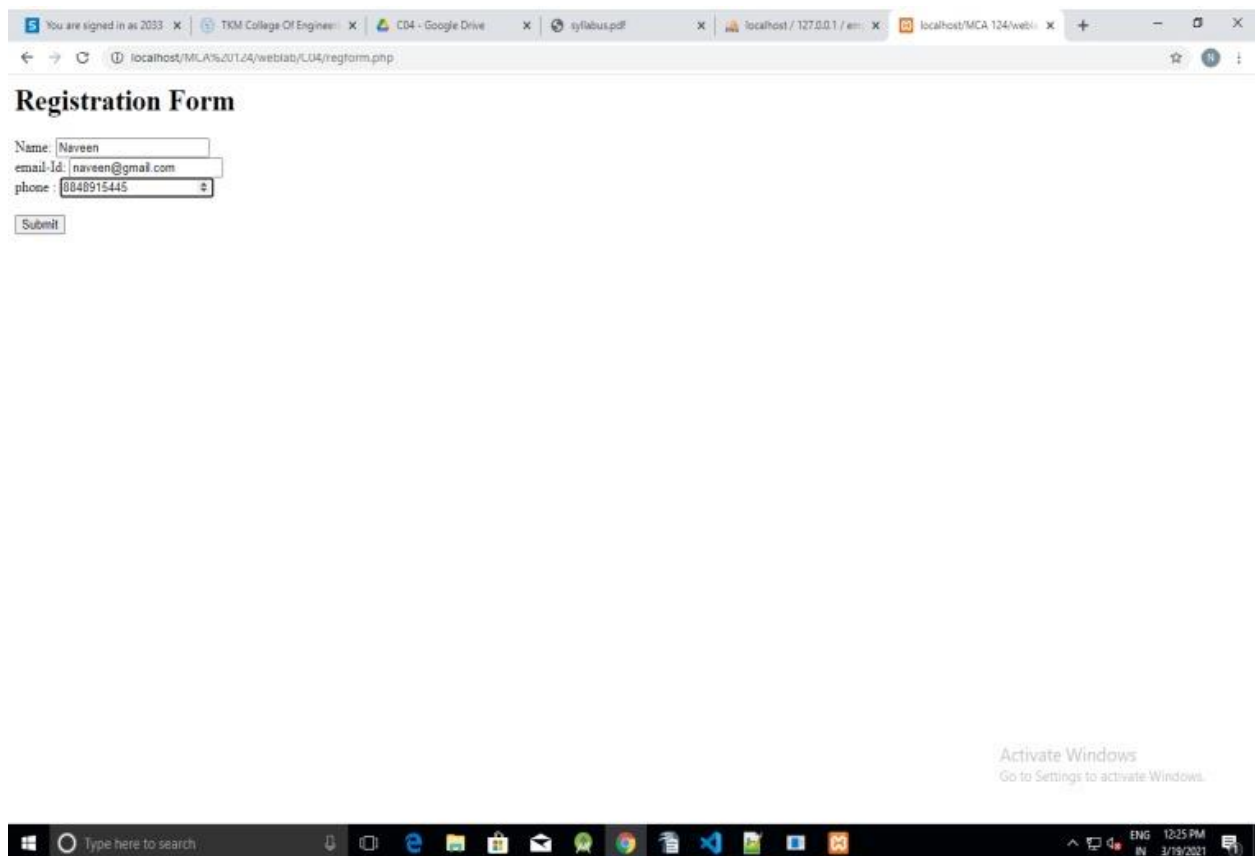 You are signed in as 2033
TKM College Of Engineer
C04 - Google Drive
syllabus.pdf
localhost / 127.0.0.1 / em
localhost/MCA 124/webl
localhost/MCA%20124/weblab/C04/regform.php
N
Registration Form
Name: Naveen
email-Id: naveen@gmail.com
phone : 8848915445
Submit
Activate Windows
Go to Settings to activate Windows.
Type here to search
ENG 12:25 PM
IN 3/19/2021